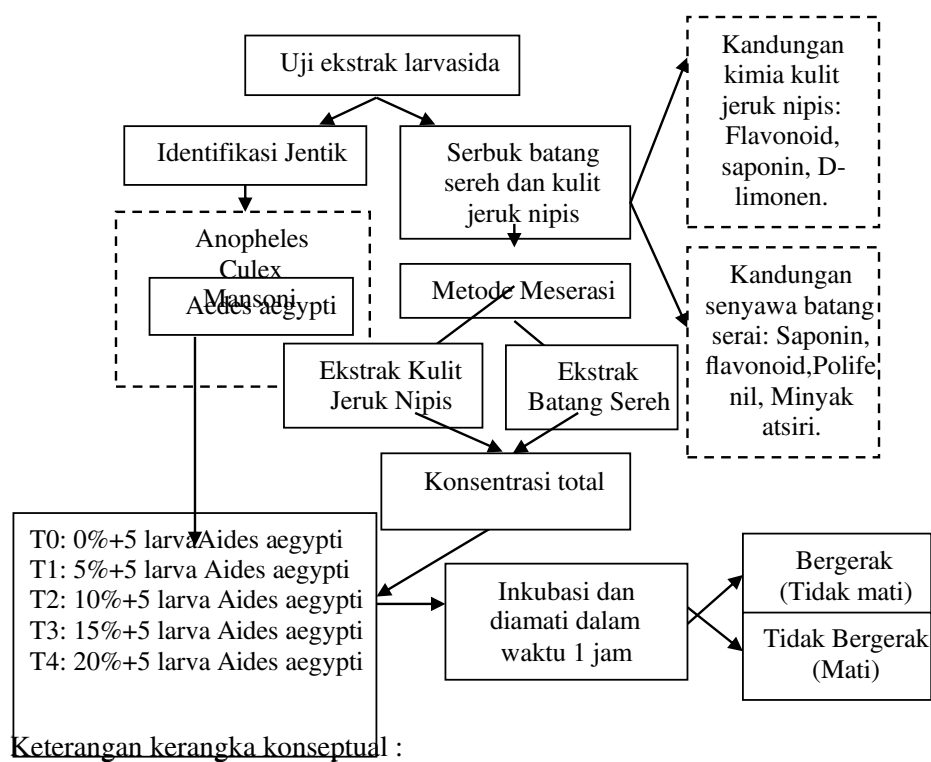 Uji ekstrak larvasida
Kandungan
kimia kulit
jeruk nipis:
Flavonoid,
saponin, D-
limonen.
Identifikasi Jentik
Serbuk batang
sereh dan kulit
jeruk nipis
Anopheles
Culex
Mansoni
Aedes aegypti
Metode Meserasi
Kandungan
senyawa batang
serai: Saponin,
flavonoid,Polife
nil, Minyak
atsiri.
Ekstrak Kulit
Jeruk Nipis
Ekstrak
Batang Sereh
Konsentrasi total
T0: 0%+5 larvaAides aegypti
T1: 5%+5 larva Aides aegypti
T2: 10%+5 larva Aides aegypti
T3: 15%+5 larva Aides aegypti
T4: 20%+5 larva Aides aegypti
Inkubasi dan
diamati dalam
waktu 1 jam
Bergerak
(Tidak mati)
Tidak Bergerak
(Mati)
Keterangan kerangka konseptual :